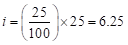 i = (25/100) × 25 = 6.25